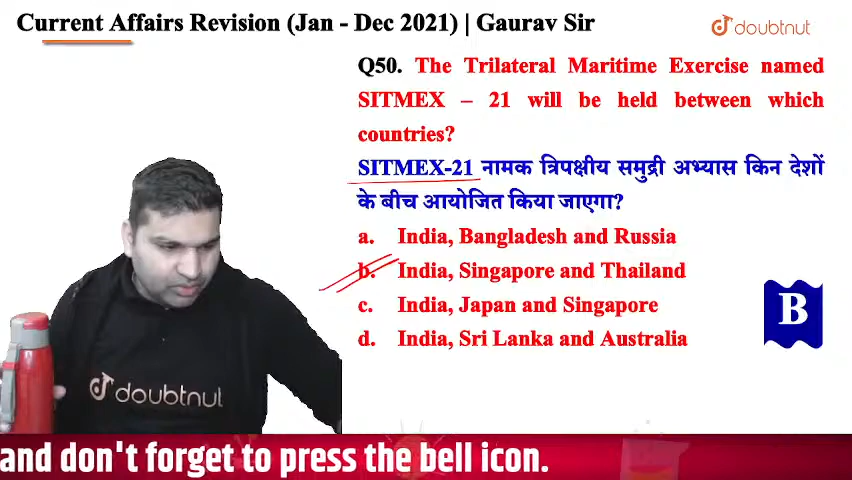 Current Affairs Revision (Jan - Dec 2021) | Gaurav Sir
doubtnut
Q50. The Trilateral Maritime Exercise named
SITMEX – 21 will be held between which
countries?
SITMEX-21 नामक त्रिपक्षीय समुद्री अभ्यास किन देशों
के बीच आयोजित किया जाएगा?
a. India, Bangladesh and Russia
b. India, Singapore and Thailand
c. India, Japan and Singapore
d. India, Sri Lanka and Australia
B
doubtnut
and don't forget to press the bell icon.